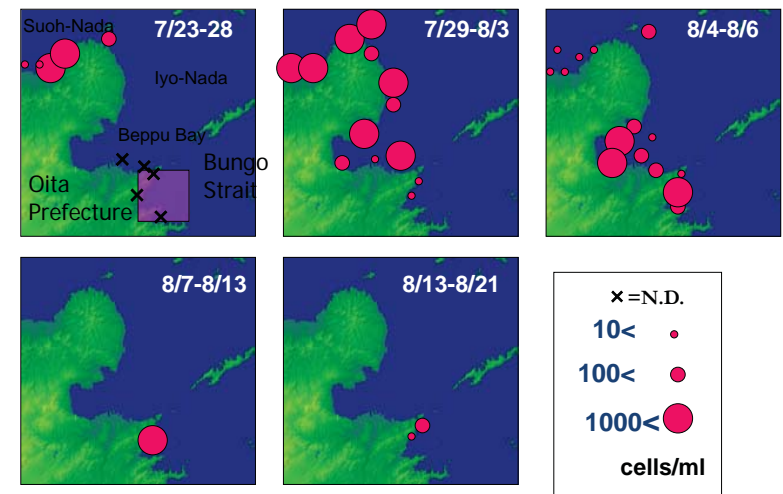 Suoh-Nada
7/23-28
Iyo-Nada
Beppu Bay
Bungo
Strait
Oita
Prefecture
7/29-8/3
8/4-8/6
8/7-8/13
8/13-8/21
×=N.D.
10<
100<
1000<
cells/ml